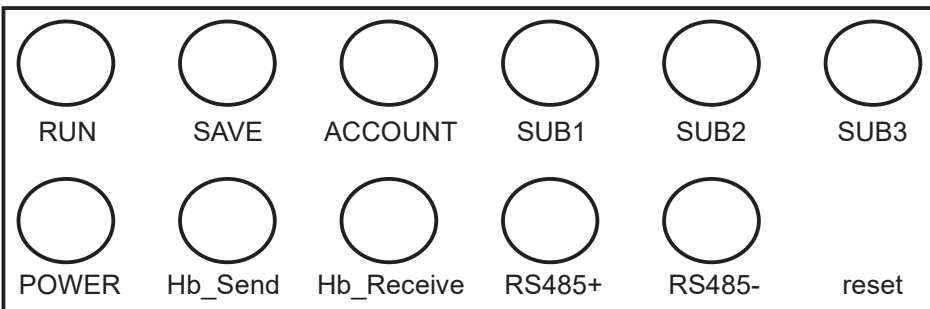 RUN SAVE ACCOUNT SUB1 SUB2 SUB3
POWER Hb_Send Hb_Receive RS485+ RS485- reset